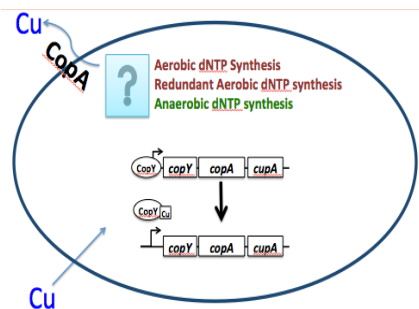 Cu
CopA
?
Aerobic dNTP Synthesis
Redundant Aerobic dNTP synthesis
Anaerobic dNTP synthesis
CopY copY copA cupA
CopY Cu
copY copA cupA
Cu